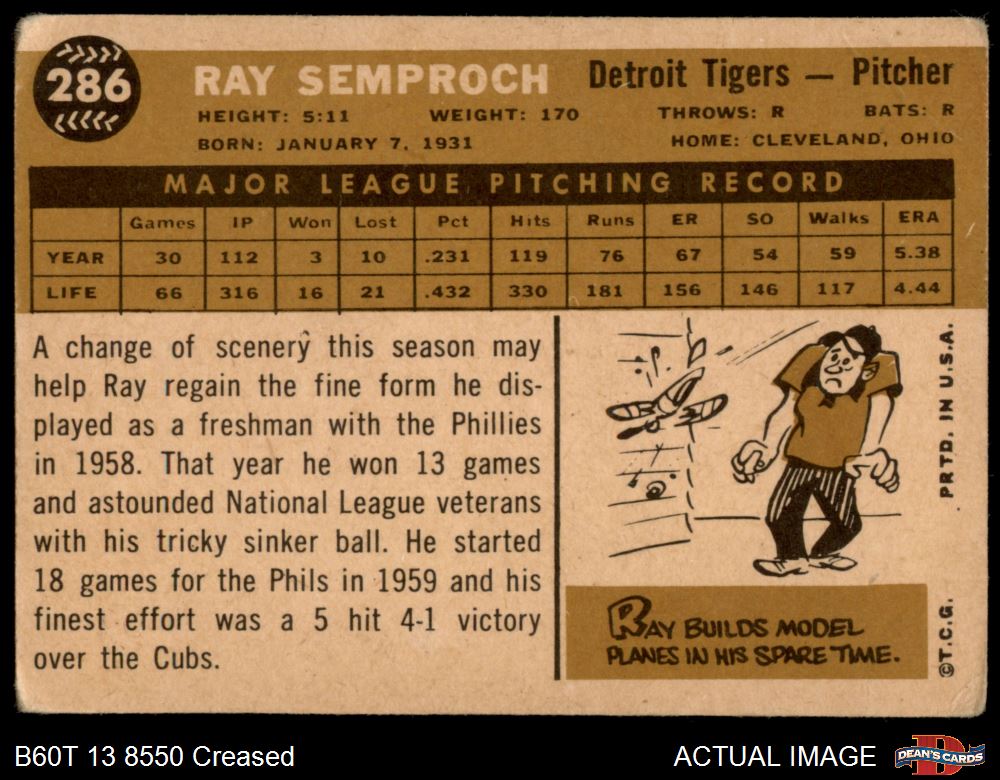 286
RAY SEMPROCH
Detroit Tigers — Pitcher
HEIGHT: 5:11 WEIGHT: 170 THROWS: R BATS: R
BORN: JANUARY 7, 1931 HOME: CLEVELAND, OHIO
MAJOR LEAGUE PITCHING RECORD
Games IP Won Lost Pct Hits Runs ER SO Walks ERA
YEAR 30 112 3 10 .231 119 76 67 54 59 5.38
LIFE 66 316 16 21 .432 330 181 156 146 117 4.44
A change of scenery this season may
help Ray regain the fine form he dis-
played as a freshman with the Phillies
in 1958. That year he won 13 games
and astounded National League veterans
with his tricky sinker ball. He started
18 games for the Phils in 1959 and his
finest effort was a 5 hit 4-1 victory
over the Cubs.
RAY BUILDS MODEL
PLANES IN HIS SPARE TIME.
©T.C.G. PRTD. IN U.S.A.
B60T 13 8550 Creased
ACTUAL IMAGE
DEAN'S CARDS